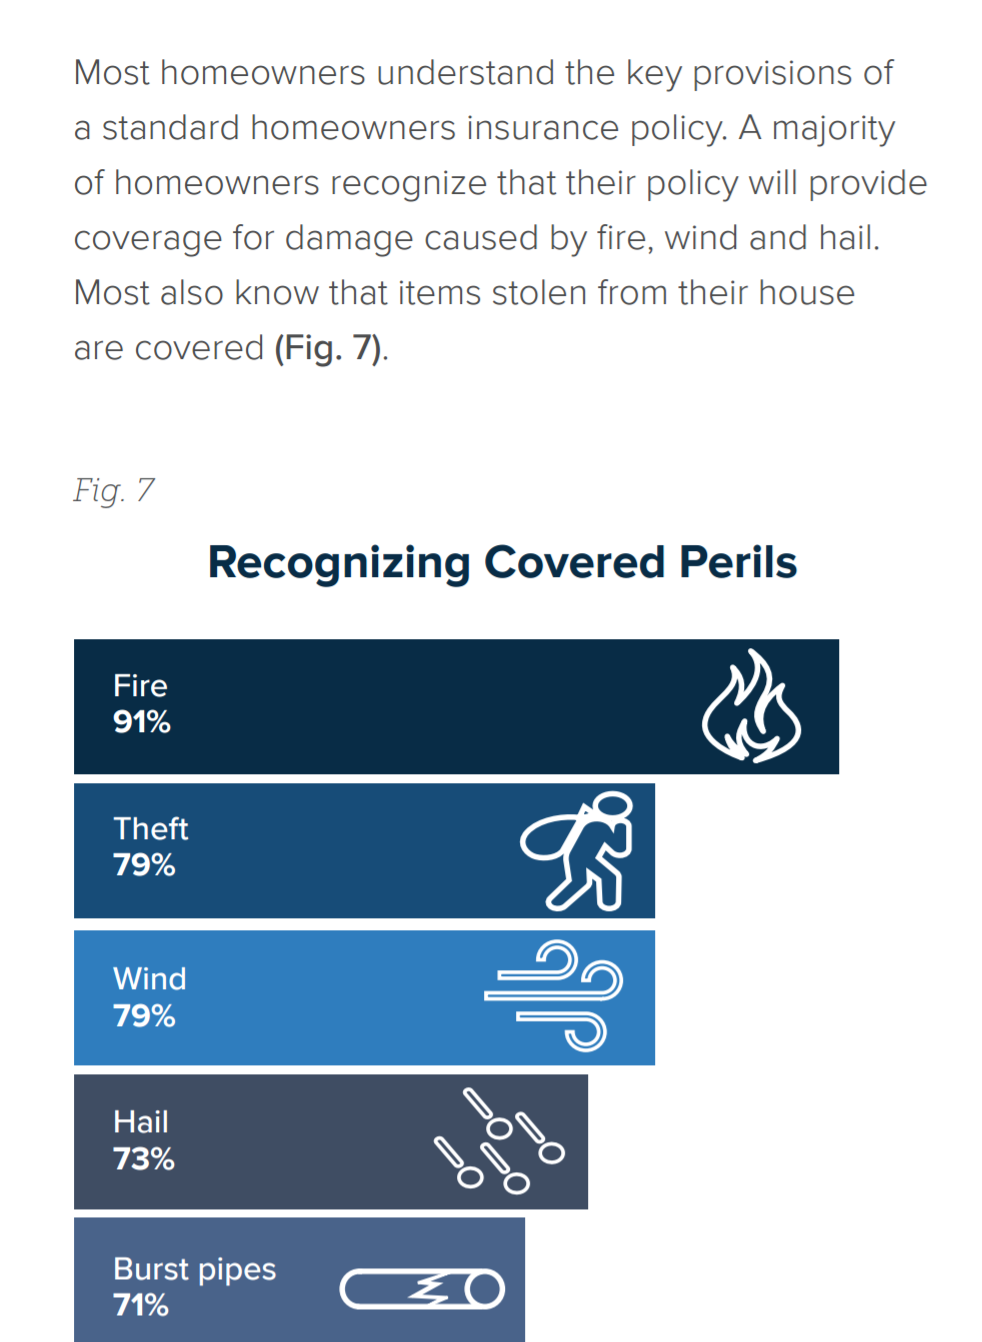 Most homeowners understand the key provisions of
a standard homeowners insurance policy. A majority
of homeowners recognize that their policy will provide
coverage for damage caused by fire, wind and hail.
Most also know that items stolen from their house
are covered (Fig. 7).
Fig. 7
Recognizing Covered Perils
Fire
91%
Theft
79%
Wind
79%
Hail
73%
Burst pipes
71%